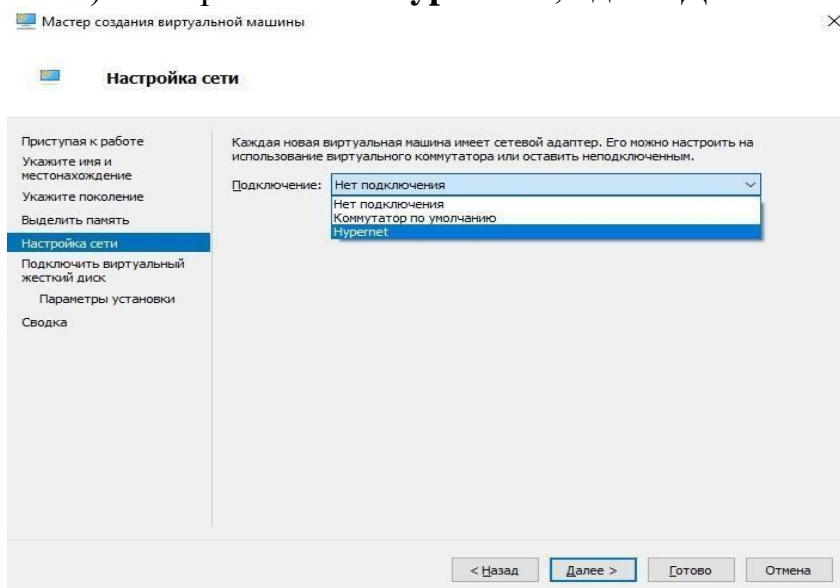 Мастер создания виртуальной машины
Настройка сети
Приступая к работе
Укажите имя и
местонахождение
Укажите поколение
Выделить память
Настройка сети
Подключить виртуальный
жесткий диск
Параметры установки
Сводка
Каждая новая виртуальная машина имеет сетевой адаптер. Его можно настроить на
использование виртуального коммутатора или оставить неподключенным.
Подключение: Нет подключения
Нет подключения
Коммутатор по умолчанию
Hypernet
< Назад Далее > Готово Отмена